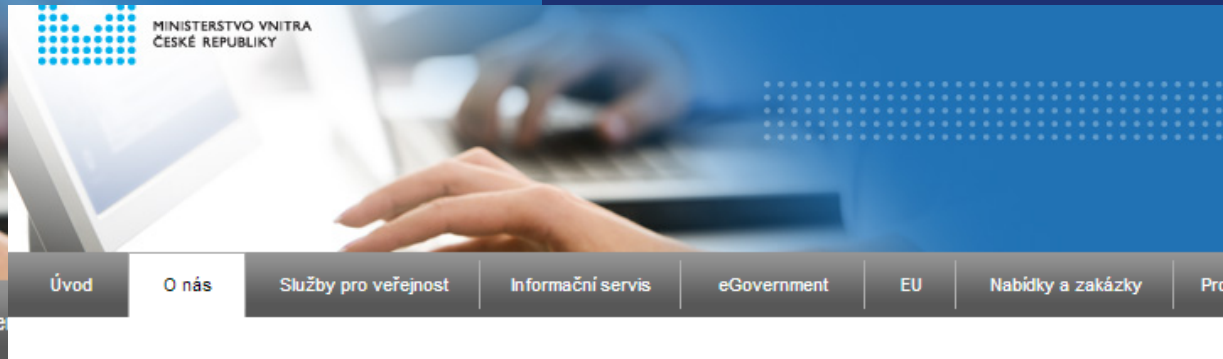 MINISTERSTVO VNITRA
ČESKÉ REPUBLIKY
Úvod
O nás
Služby pro veřejnost
Informační servis
eGovernment
EU
Nabídky a zakázky